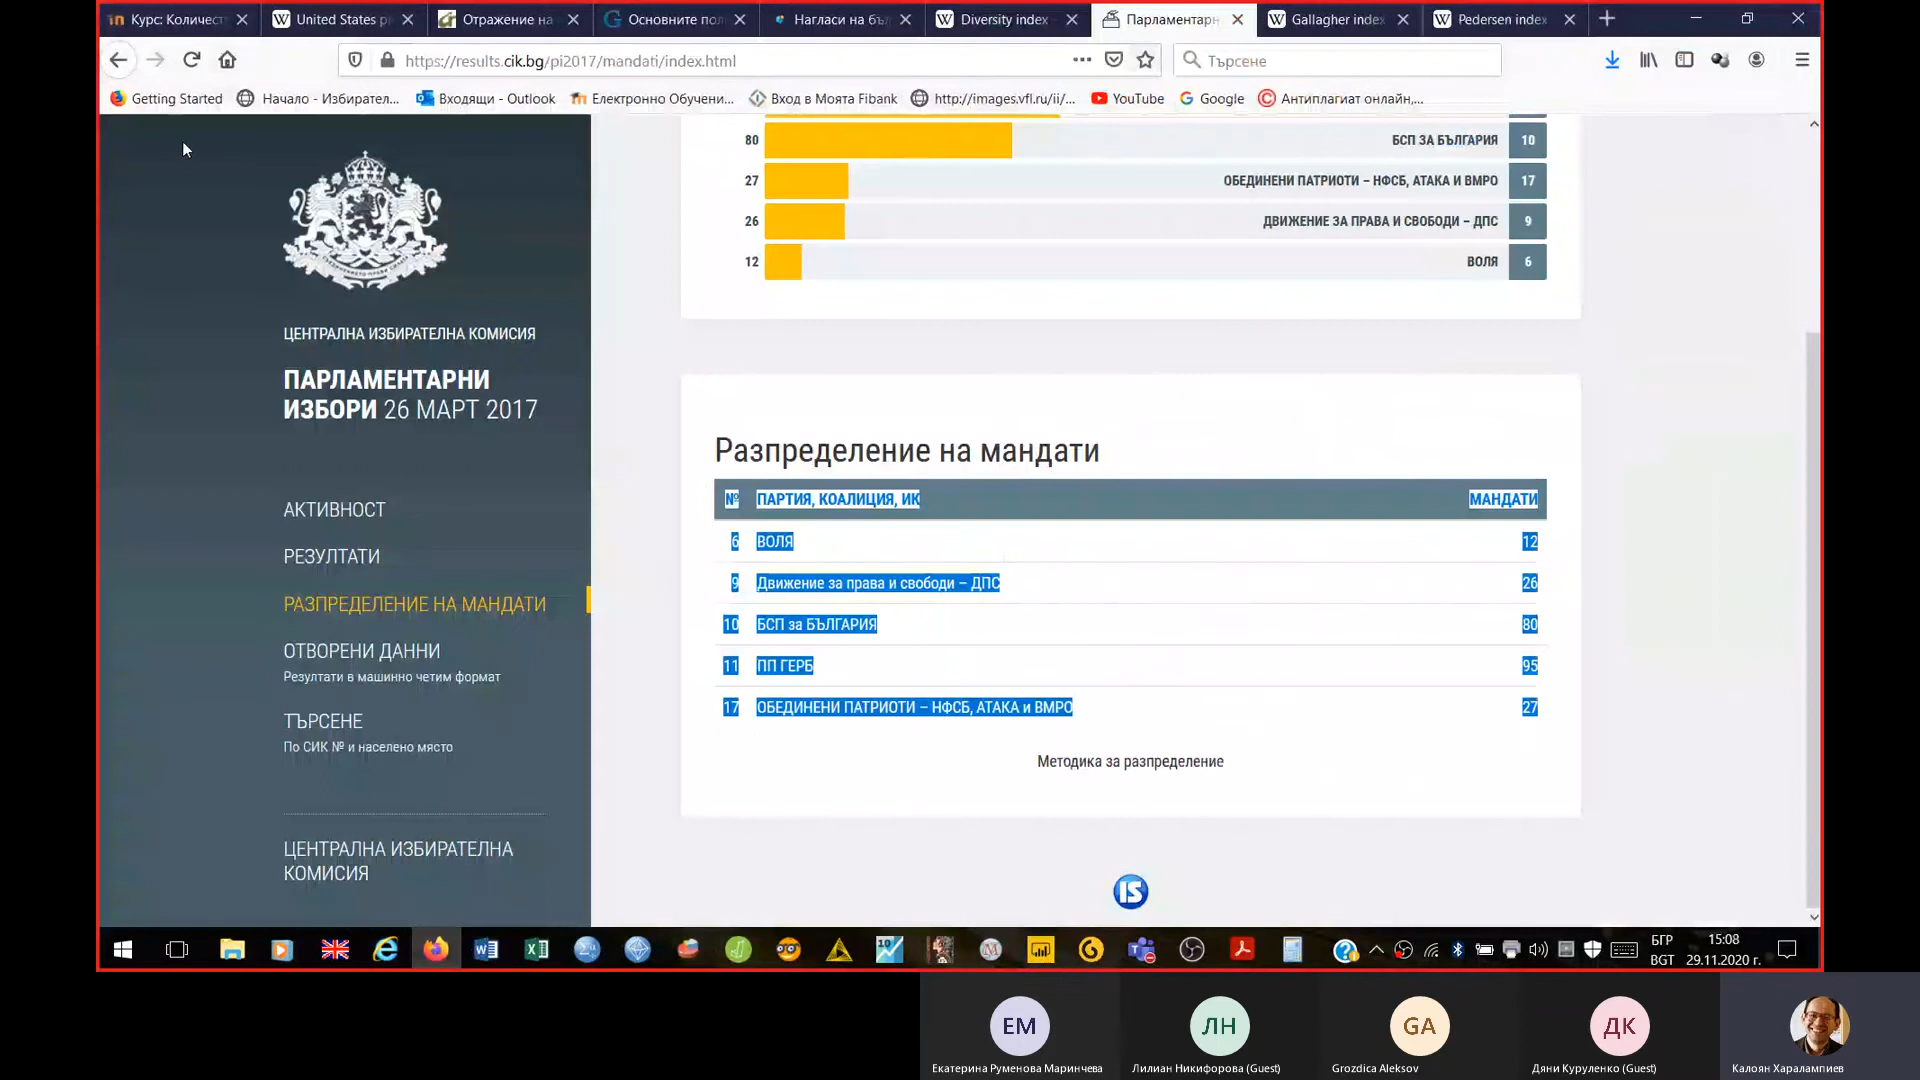 Курс: Количест
United States p
Отражение на
Основните пол
Нагласи на бъл
Diversity index
Парламентарн
Gallagher index
Pedersen index
https://results.cik.bg/pi2017/mandati/index.html
Търсене
Getting Started
Начало - Избирател...
Входящи - Outlook
Електронно Обучени...
Вход в Моята Fibank
http://images.vfl.ru/ii/...
YouTube
Google
Антиплагиат онлайн,...
ЦЕНТРАЛНА ИЗБИРАТЕЛНА КОМИСИЯ
ПАРЛАМЕНТАРНИ
ИЗБОРИ 26 МАРТ 2017
АКТИВНОСТ
РЕЗУЛТАТИ
РАЗПРЕДЕЛЕНИЕ НА МАНДАТИ
ОТВОРЕНИ ДАННИ
Резултати в машинно четим формат
ТЪРСЕНЕ
По СИК № и населено място
ЦЕНТРАЛНА ИЗБИРАТЕЛНА
КОМИСИЯ
80 БСП ЗА БЪЛГАРИЯ 10
27 ОБЕДИНЕНИ ПАТРИОТИ – НФСБ, АТАКА И ВМРО 17
26 ДВИЖЕНИЕ ЗА ПРАВА И СВОБОДИ – ДПС 9
12 ВОЛЯ 6
Разпределение на мандати
№ ПАРТИЯ, КОАЛИЦИЯ, ИК МАНДАТИ
6 ВОЛЯ 12
9 Движение за права и свободи – ДПС 26
10 БСП за БЪЛГАРИЯ 80
11 ПП ГЕРБ 95
17 ОБЕДИНЕНИ ПАТРИОТИ – НФСБ, АТАКА и ВМРО 27
Методика за разпределение
IS
БГР
BGT
15:08
29.11.2020 г.
ЕМ
ЛН
GA
ДК
Екатерина Руменова Маринчева
Лилиан Никифорова (Guest)
Grozdica Aleksov
Дяни Куруленко (Guest)
Калоян Харалампиев